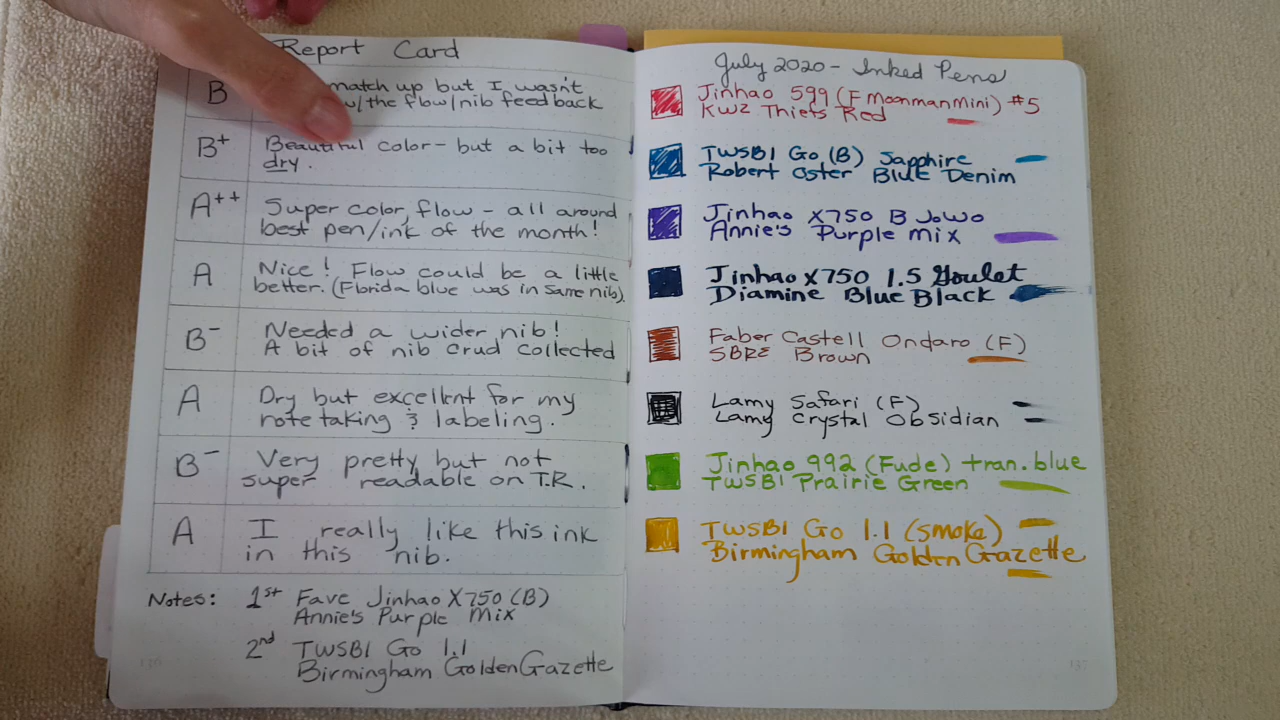 Report Card
B
match up but I wasn't
w/the flow/nib feedback
B+
Beautiful color - but a bit too
dry.
A++
Super color, flow - all around
best pen/ink of the month!
A
Nice! Flow could be a little
better. (Florida blue was in same nib).
B-
Needed a wider nib!
A bit of nib crud collected
A
Dry but excellent for my
note taking & labeling.
B-
Very pretty but not
super readable on T.R.
A
I really like this ink
in this nib.
Notes: 1st Fave Jinhao X750 (B)
Annie's Purple Mix
2nd TWSBI Go 1.1
Birmingham Golden Gazette
136
July 2020 - Inked Pens
Jinhao 599 (F Moonman Mini) #5
KWZ Thiefs Red
TWSBI Go (B) Sapphire
Robert Oster Blue Denim
Jinhao X750 B JoWo
Annie's Purple Mix
Jinhao X750 1.5 Goulet
Diamine Blue Black
Faber Castell Ondaro (F)
SBRE Brown
Lamy Safari (F)
Lamy Crystal Obsidian
Jinhao 992 (Fude) tran. blue
TWSBI Prairie Green
TWSBI Go 1.1 (smoke)
Birmingham Golden Gazette
137